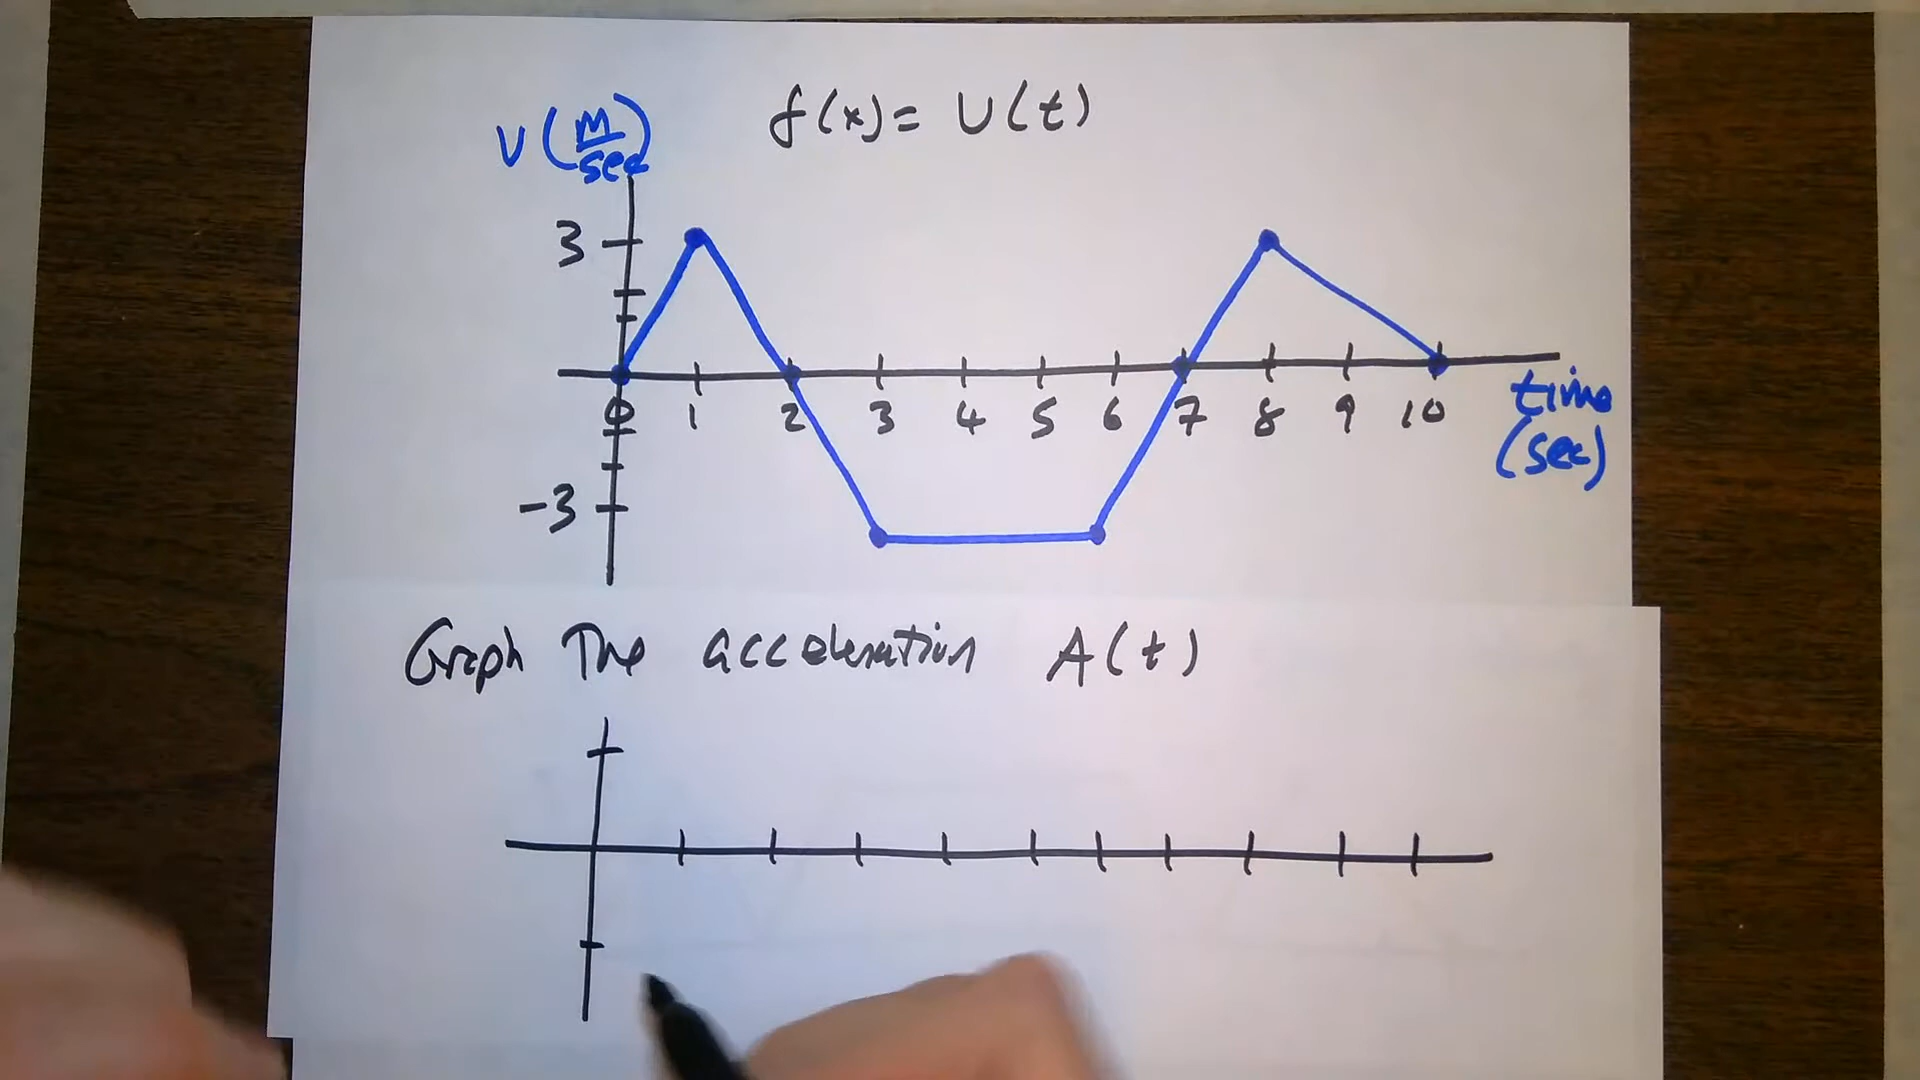 f(x) = V(t)
V (m/sec)
3
0 1 2 3 4 5 6 7 8 9 10
time
(sec)
-3
Graph The acceleration A(t)